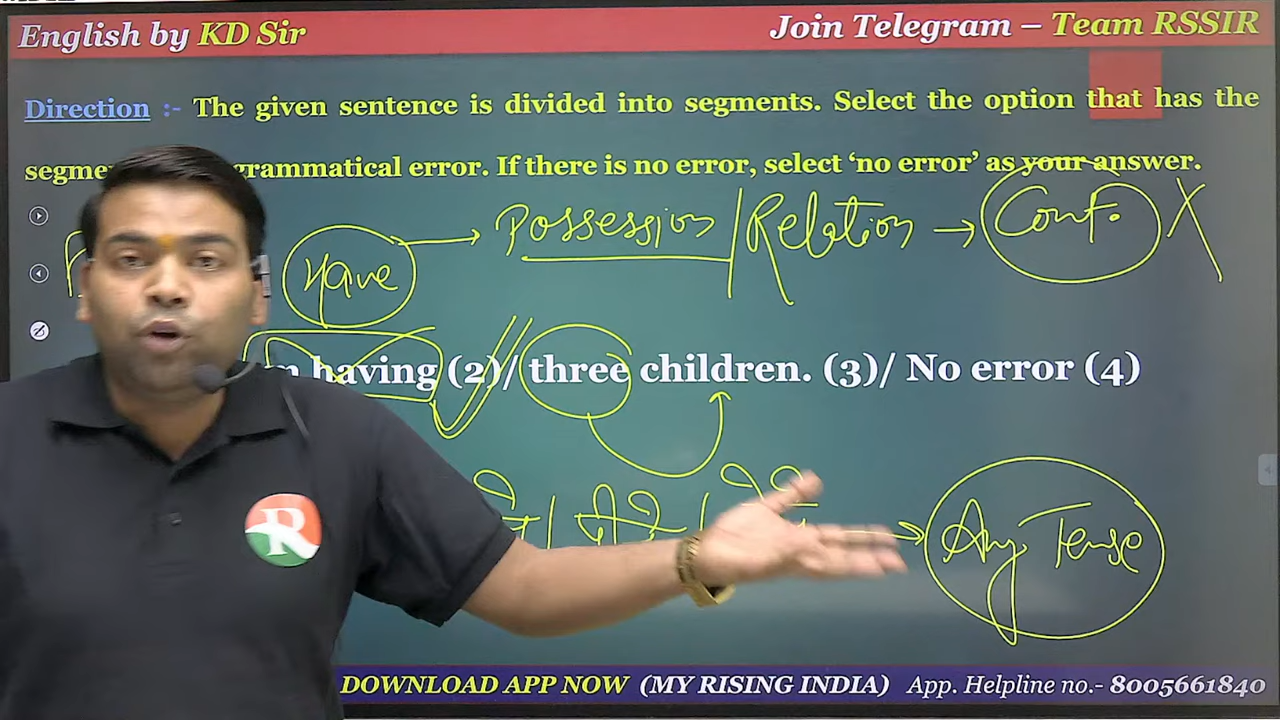 English by KD Sir
Join Telegram – Team RSSIR
Direction :- The given sentence is divided into segments. Select the option that has the
segme grammatical error. If there is no error, select ‘no error’ as your answer.
have → Possession / Relation → Cont. X
having (2)/ three children. (3)/ No error (4)
→ Any Tense
R
DOWNLOAD APP NOW (MY RISING INDIA) App. Helpline no.- 8005661840